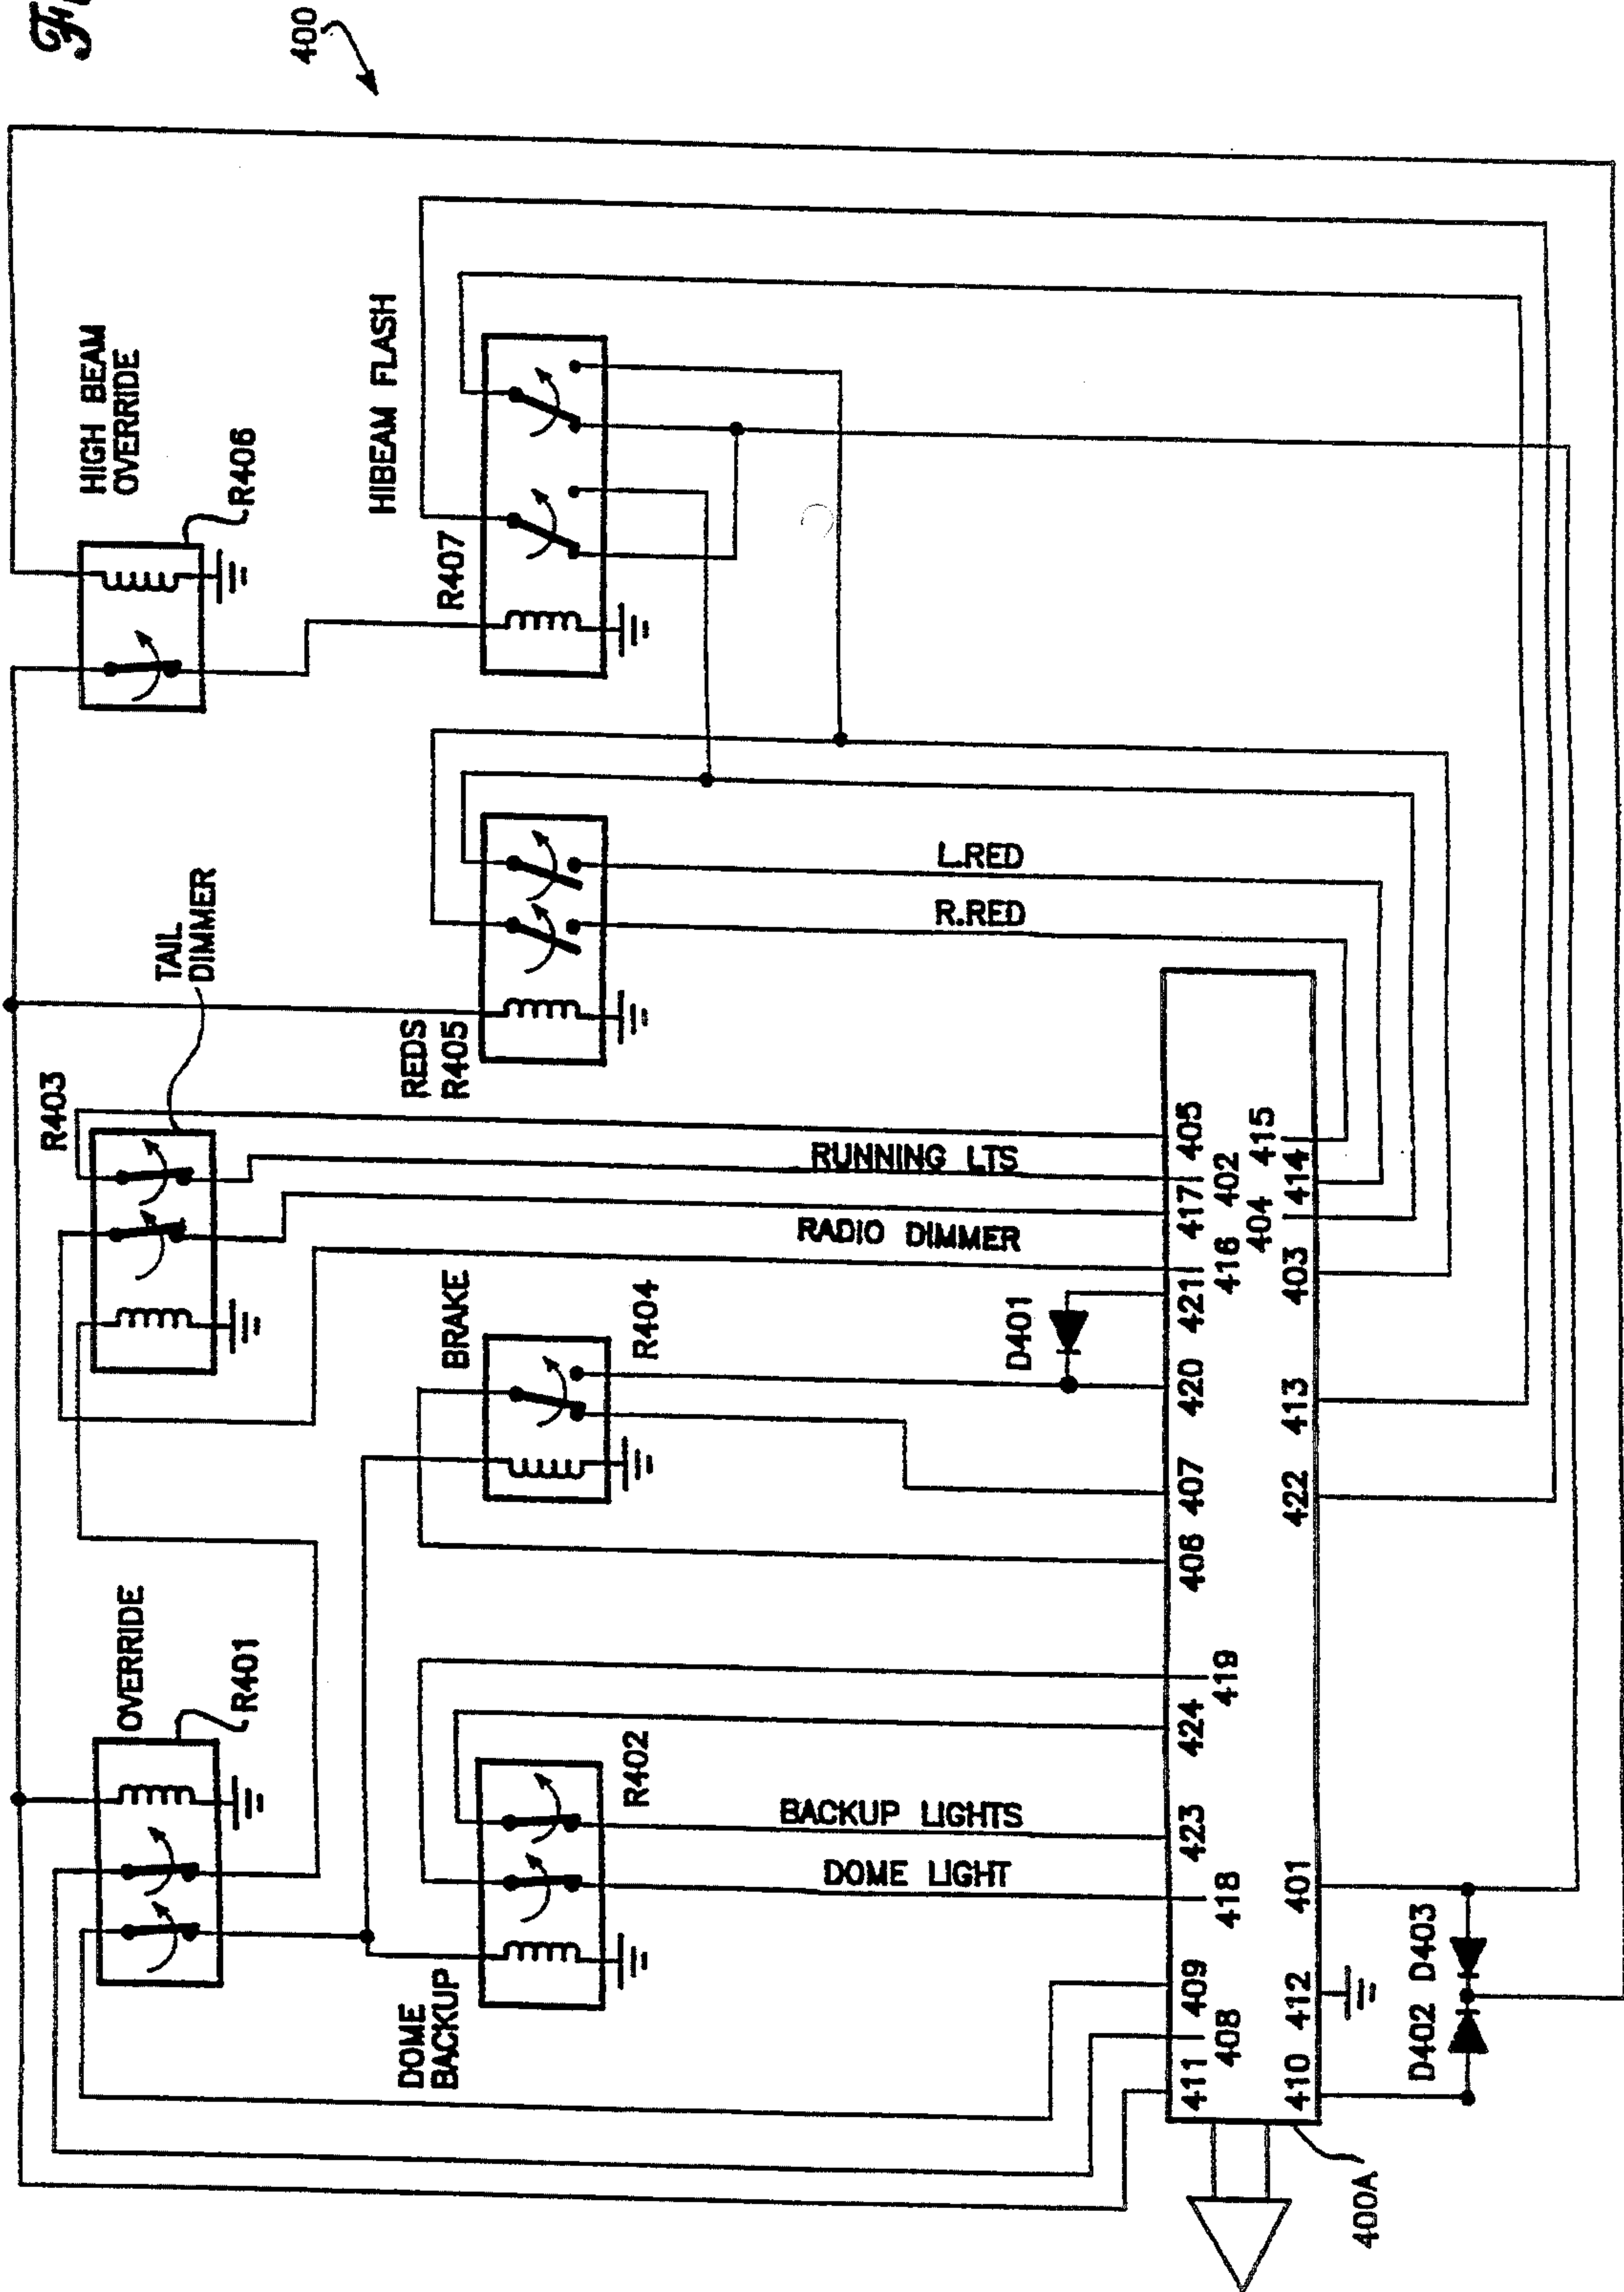 Fi
400
HIGH BEAM
OVERRIDE
R406
HIBEAM FLASH
R407
TAIL
DIMMER
R403
REDS
R405
L.RED
R.RED
RUNNING LTS
RADIO DIMMER
BRAKE
R404
D401
OVERRIDE
R401
R402
DOME
BACKUP
BACKUP LIGHTS
DOME LIGHT
411
408
409
418
423
424
419
406
407
420
421
416
417
402
405
410
412
401
422
413
403
404
414
415
D402
D403
400A